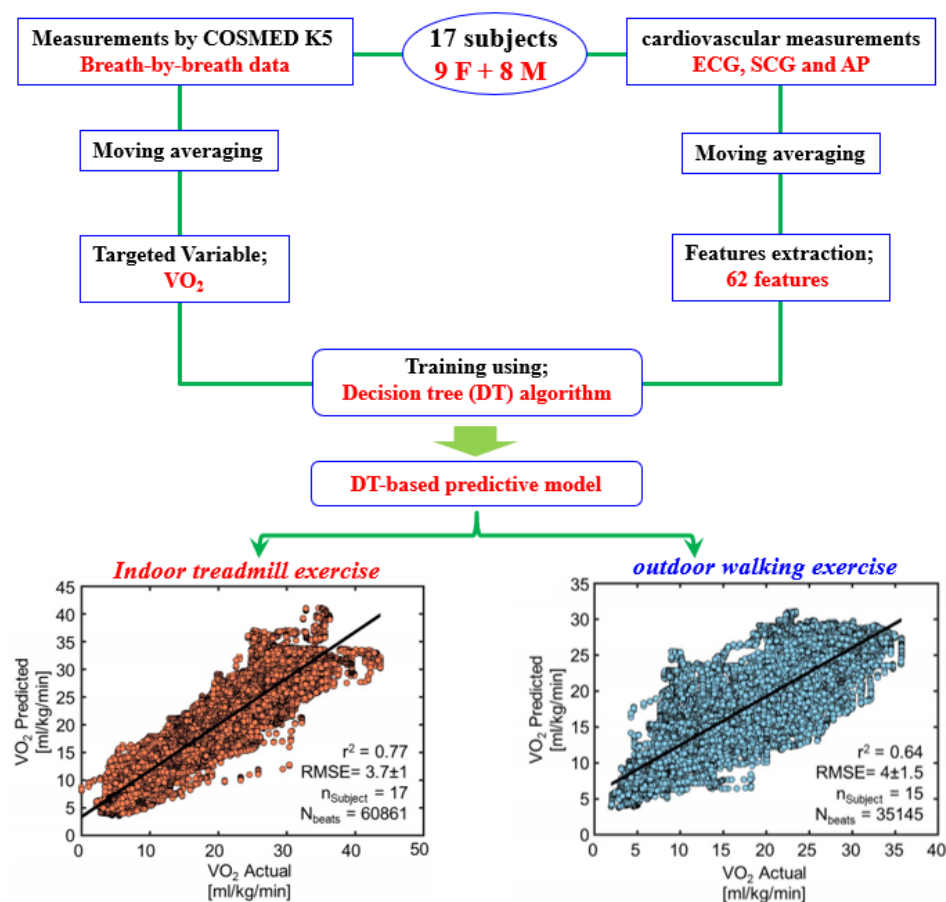 Measurements by COSMED K5
Breath-by-breath data
17 subjects
9 F + 8 M
cardiovascular measurements
ECG, SCG and AP
Moving averaging
Moving averaging
Targeted Variable;
VO₂
Features extraction;
62 features
Training using;
Decision tree (DT) algorithm
DT-based predictive model
Indoor treadmill exercise
45
40
35
30
25
20
15
10
5
0
VO₂ Predicted
[ml/kg/min]
r² = 0.77
RMSE= 3.7±1
nSubject = 17
Nbeats = 60861
0 10 20 30 40 50
VO₂ Actual
[ml/kg/min]
outdoor walking exercise
35
30
25
20
15
10
5
0
VO₂ Predicted
[ml/kg/min]
r² = 0.64
RMSE= 4±1.5
nSubject = 15
Nbeats = 35145
0 5 10 15 20 25 30 35 40
VO₂ Actual
[ml/kg/min]